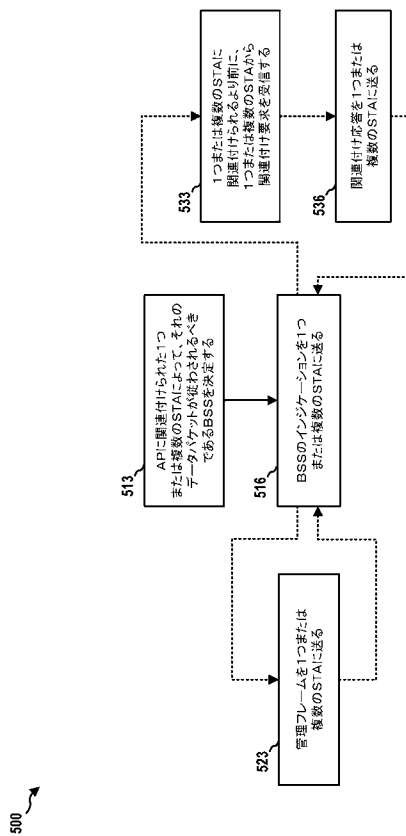 500
513
APに関連付けられた1つ
または複数のSTAによって、それの
データパケットが従わされるべき
であるBSSを決定する
516
BSSのインジケーションを1つ
または複数のSTAに送る
523
管理フレームを1つまたは
複数のSTAに送る
533
1つまたは複数のSTAに
関連付けられるより前に、
1つまたは複数のSTAから
関連付け要求を受信する
536
関連付け応答を1つまたは
複数のSTAに送る